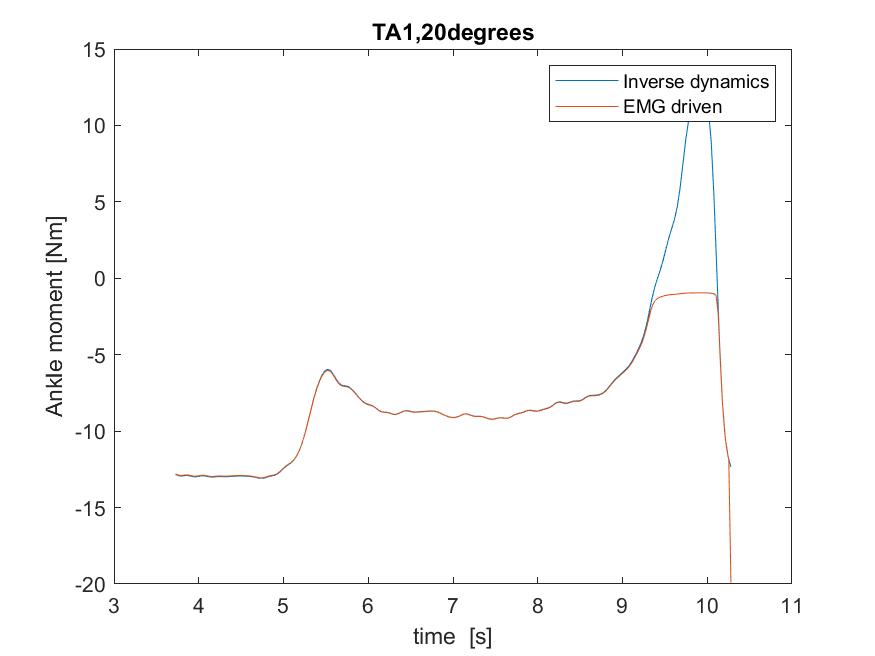 TA1,20degrees
Inverse dynamics
EMG driven
Ankle moment [Nm]
15
10
5
0
-5
-10
-15
-20
3 4 5 6 7 8 9 10 11
time [s]